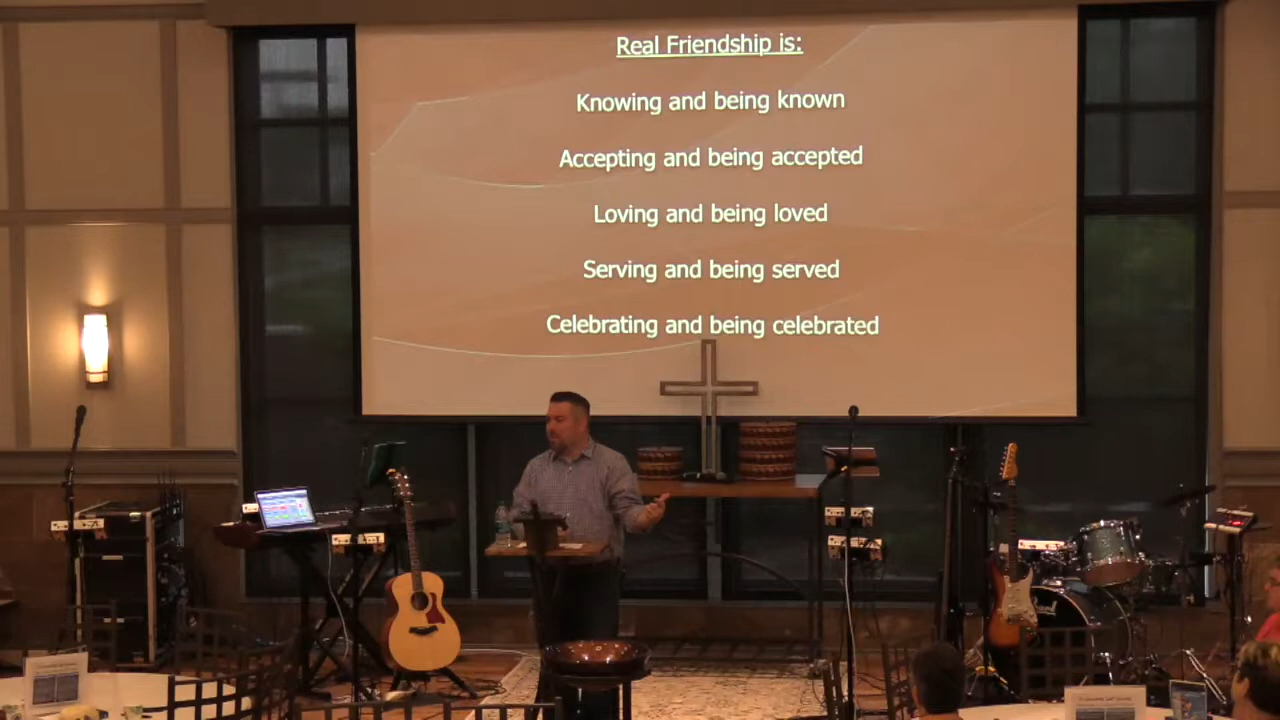 Real Friendship is:
Knowing and being known
Accepting and being accepted
Loving and being loved
Serving and being served
Celebrating and being celebrated